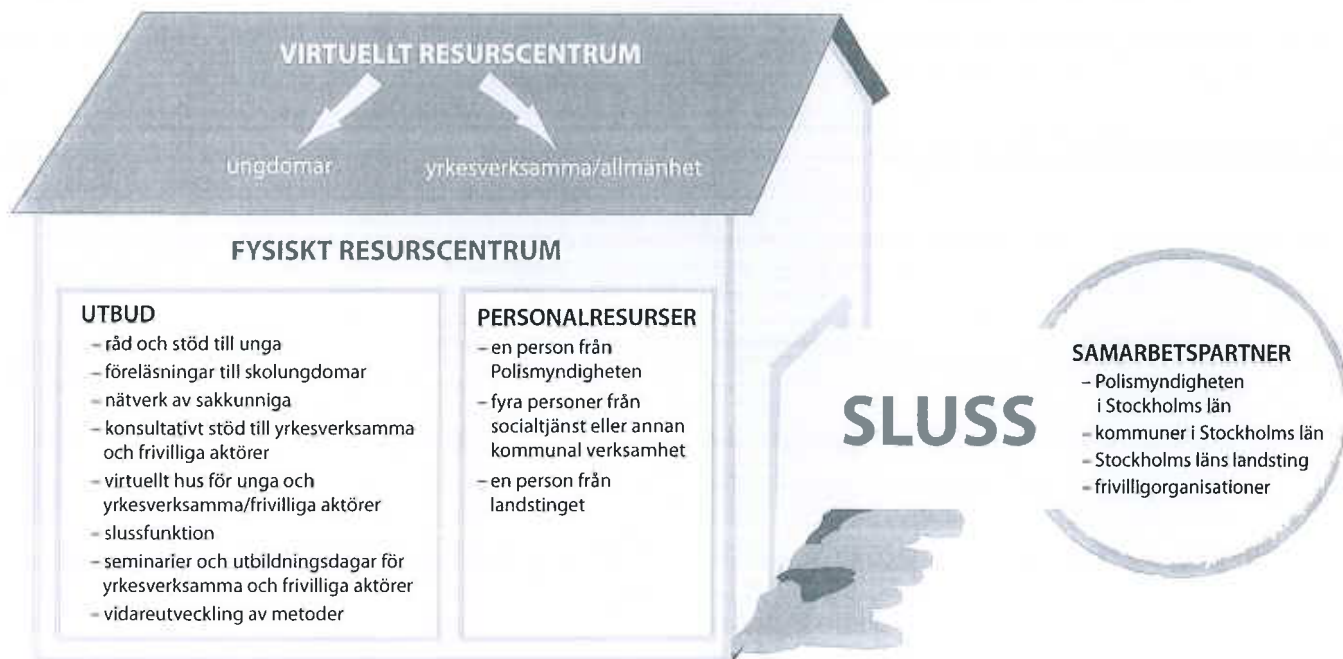 VIRTUELLT RESURSCENTRUM
ungdomar
yrkesverksamma/allmänhet
FYSISKT RESURSCENTRUM
UTBUD
– råd och stöd till unga
– föreläsningar till skolungdomar
– nätverk av sakkunniga
– konsultativt stöd till yrkesverksamma
och frivilliga aktörer
– virtuellt hus för unga och
yrkesverksamma/frivilliga aktörer
– slussfunktion
– seminarier och utbildningsdagar för
yrkesverksamma och frivilliga aktörer
– vidareutveckling av metoder
PERSONALRESURSER
– en person från
Polismyndigheten
– fyra personer från
socialtjänst eller annan
kommunal verksamhet
– en person från
landstinget
SLUSS
SAMARBETSPARTNER
– Polismyndigheten
i Stockholms län
– kommuner i Stockholms län
– Stockholms läns landsting
– frivilligorganisationer